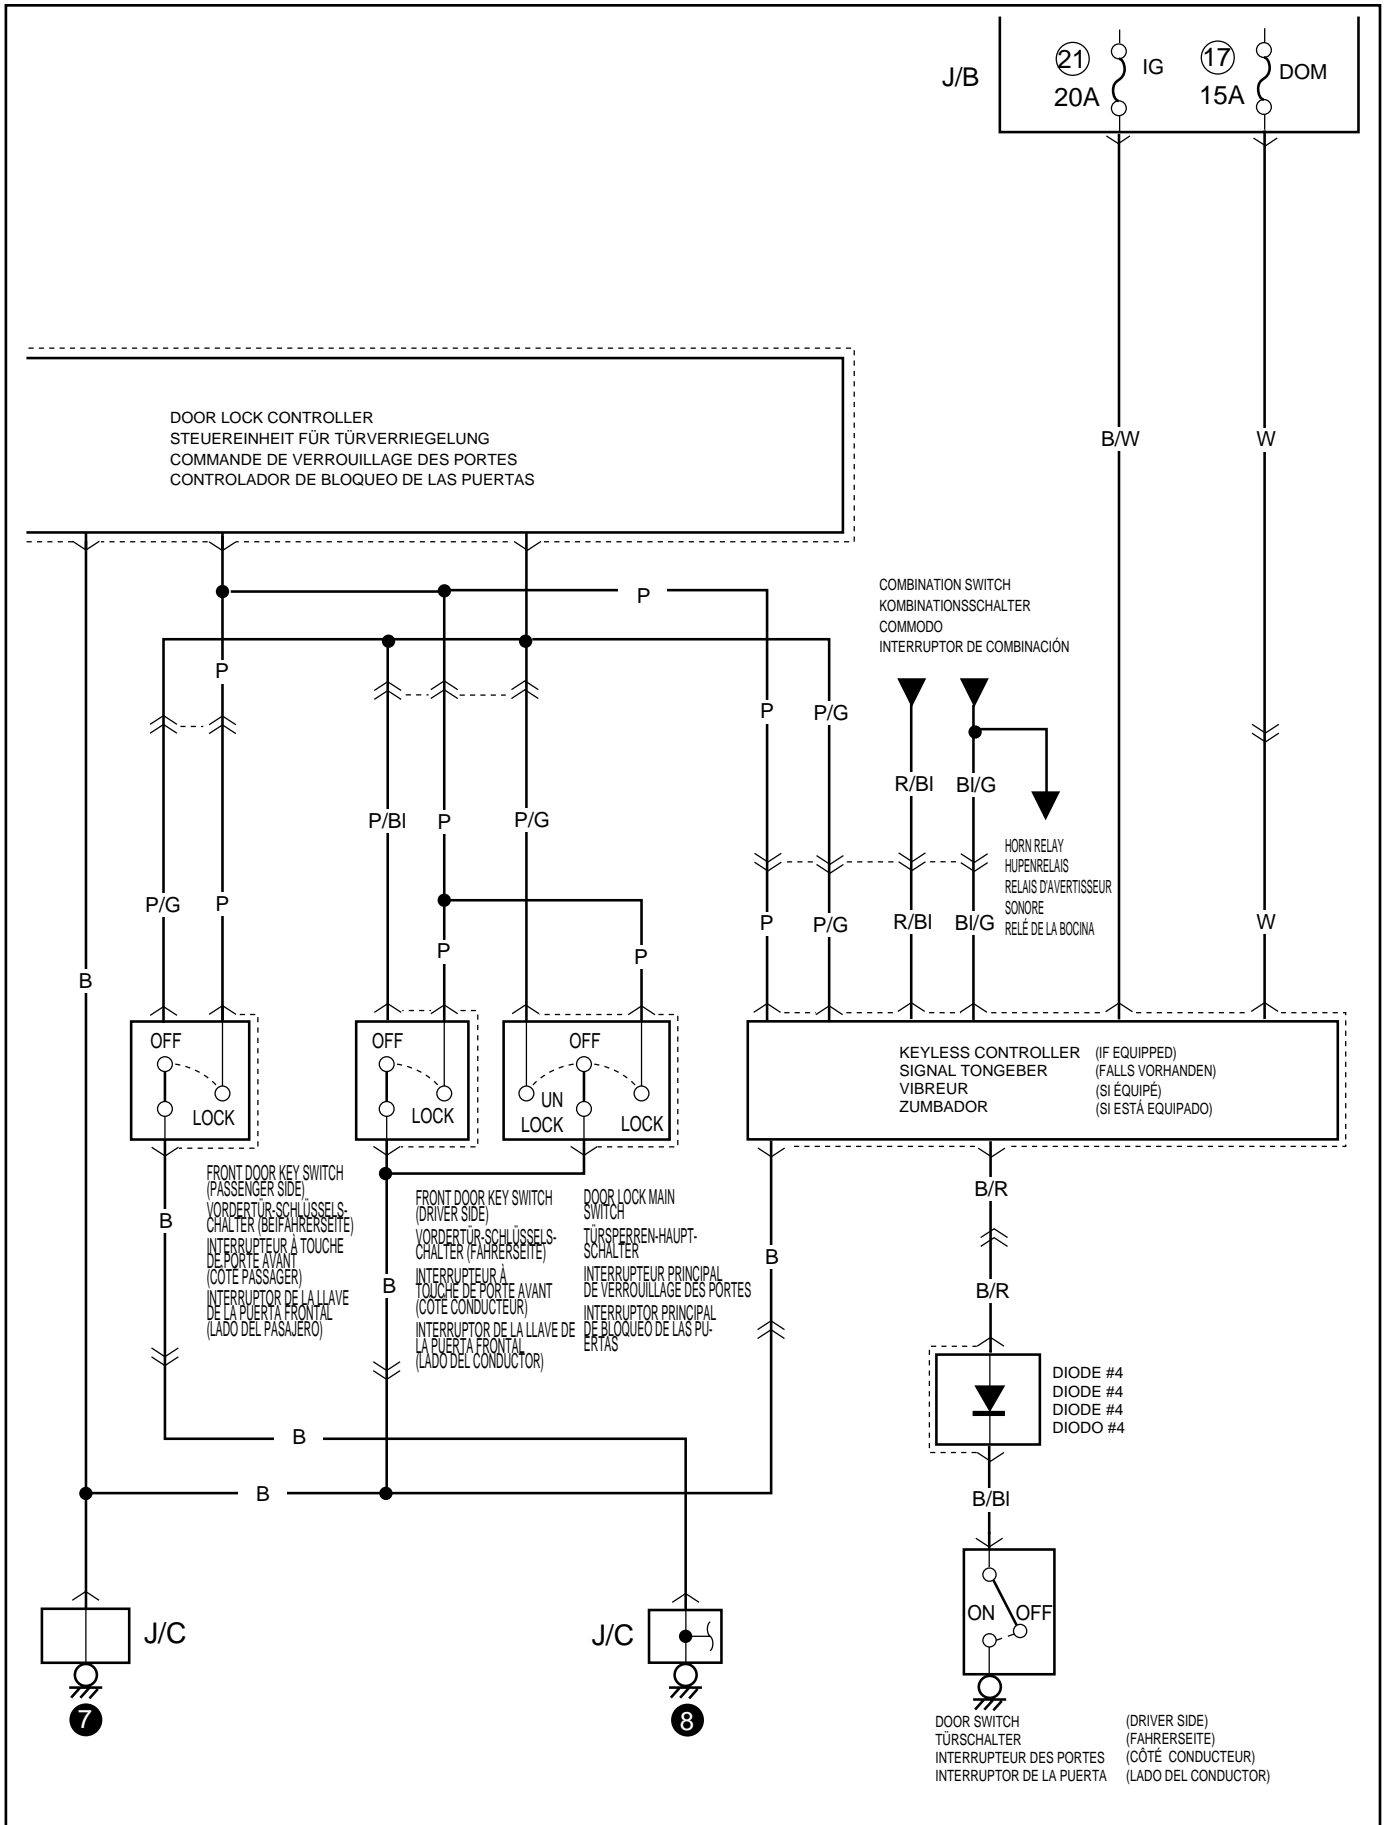 J/B
21
20A
IG
17
15A
DOM
DOOR LOCK CONTROLLER
STEUEREINHEIT FÜR TÜRVERRIEGELUNG
COMMANDE DE VERROUILLAGE DES PORTES
CONTROLADOR DE BLOQUEO DE LAS PUERTAS
B/W
W
COMBINATION SWITCH
KOMBINATIONSSCHALTER
COMMODO
INTERRUPTOR DE COMBINACIÓN
P
P
P
P/G
R/Bl
Bl/G
P/Bl
P
P/G
HORN RELAY
HUPENRELAIS
RELAIS D'AVERTISSEUR
SONORE
RELÉ DE LA BOCINA
P/G
P
P
P/G
R/Bl
Bl/G
W
P
P
B
OFF
LOCK
OFF
LOCK
OFF
UN
LOCK
LOCK
KEYLESS CONTROLLER (IF EQUIPPED)
SIGNAL TONGEBER (FALLS VORHANDEN)
VIBREUR (SI ÉQUIPÉ)
ZUMBADOR (SI ESTÁ EQUIPADO)
FRONT DOOR KEY SWITCH
(PASSENGER SIDE)
VORDERTÜR-SCHLÜSSELS-
CHALTER (BEIFAHRERSEITE)
INTERRUPTEUR À TOUCHE
DE PORTE AVANT
(CÔTÉ PASSAGER)
INTERRUPTOR DE LA LLAVE
DE LA PUERTA FRONTAL
(LADO DEL PASAJERO)
FRONT DOOR KEY SWITCH
(DRIVER SIDE)
VORDERTÜR-SCHLÜSSELS-
CHALTER (FAHRERSEITE)
INTERRUPTEUR À
TOUCHE DE PORTE AVANT
(CÔTÉ CONDUCTEUR)
INTERRUPTOR DE LA LLAVE DE
LA PUERTA FRONTAL
(LADO DEL CONDUCTOR)
DOOR LOCK MAIN
SWITCH
TÜRSPERREN-HAUPT-
SCHALTER
INTERRUPTEUR PRINCIPAL
DE VERROUILLAGE DES PORTES
INTERRUPTOR PRINCIPAL
DE BLOQUEO DE LAS PU-
ERTAS
B
B
B
B/R
B/R
DIODE #4
DIODE #4
DIODE #4
DIODO #4
B
B
B/Bl
ON
OFF
J/C
7
J/C
8
DOOR SWITCH (DRIVER SIDE)
TÜRSCHALTER (FAHRERSEITE)
INTERRUPTEUR DES PORTES (CÔTÉ CONDUCTEUR)
INTERRUPTOR DE LA PUERTA (LADO DEL CONDUCTOR)